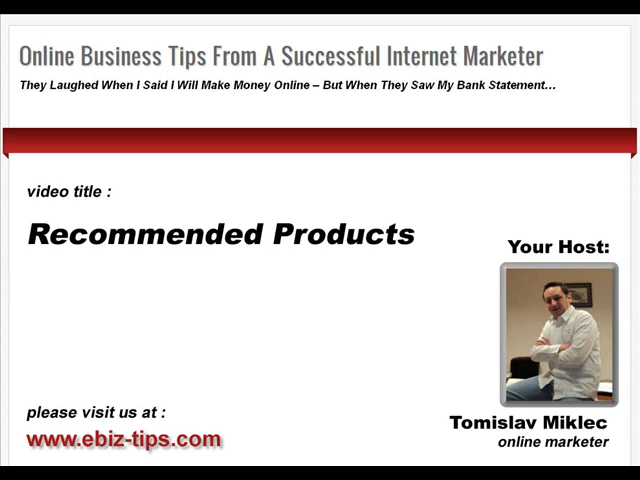 Online Business Tips From A Successful Internet Marketer
They Laughed When I Said I Will Make Money Online – But When They Saw My Bank Statement…
video title :
Recommended Products
Your Host:
Tomislav Miklec
online marketer
please visit us at :
www.ebiz-tips.com